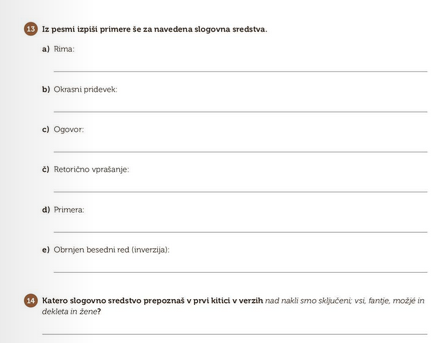 13 Iz pesmi izpiši primere še za navedena slogovna sredstva.
a) Rima:
b) Okrasni pridevek:
c) Ogovor:
č) Retorično vprašanje:
d) Primera:
e) Obrnjen besedni red (inverzija):
14 Katero slogovno sredstvo prepoznaš v prvi kitici v verzih nad nakli smo sključeni; vsi, fantje, možjé in
dekleta in žene?